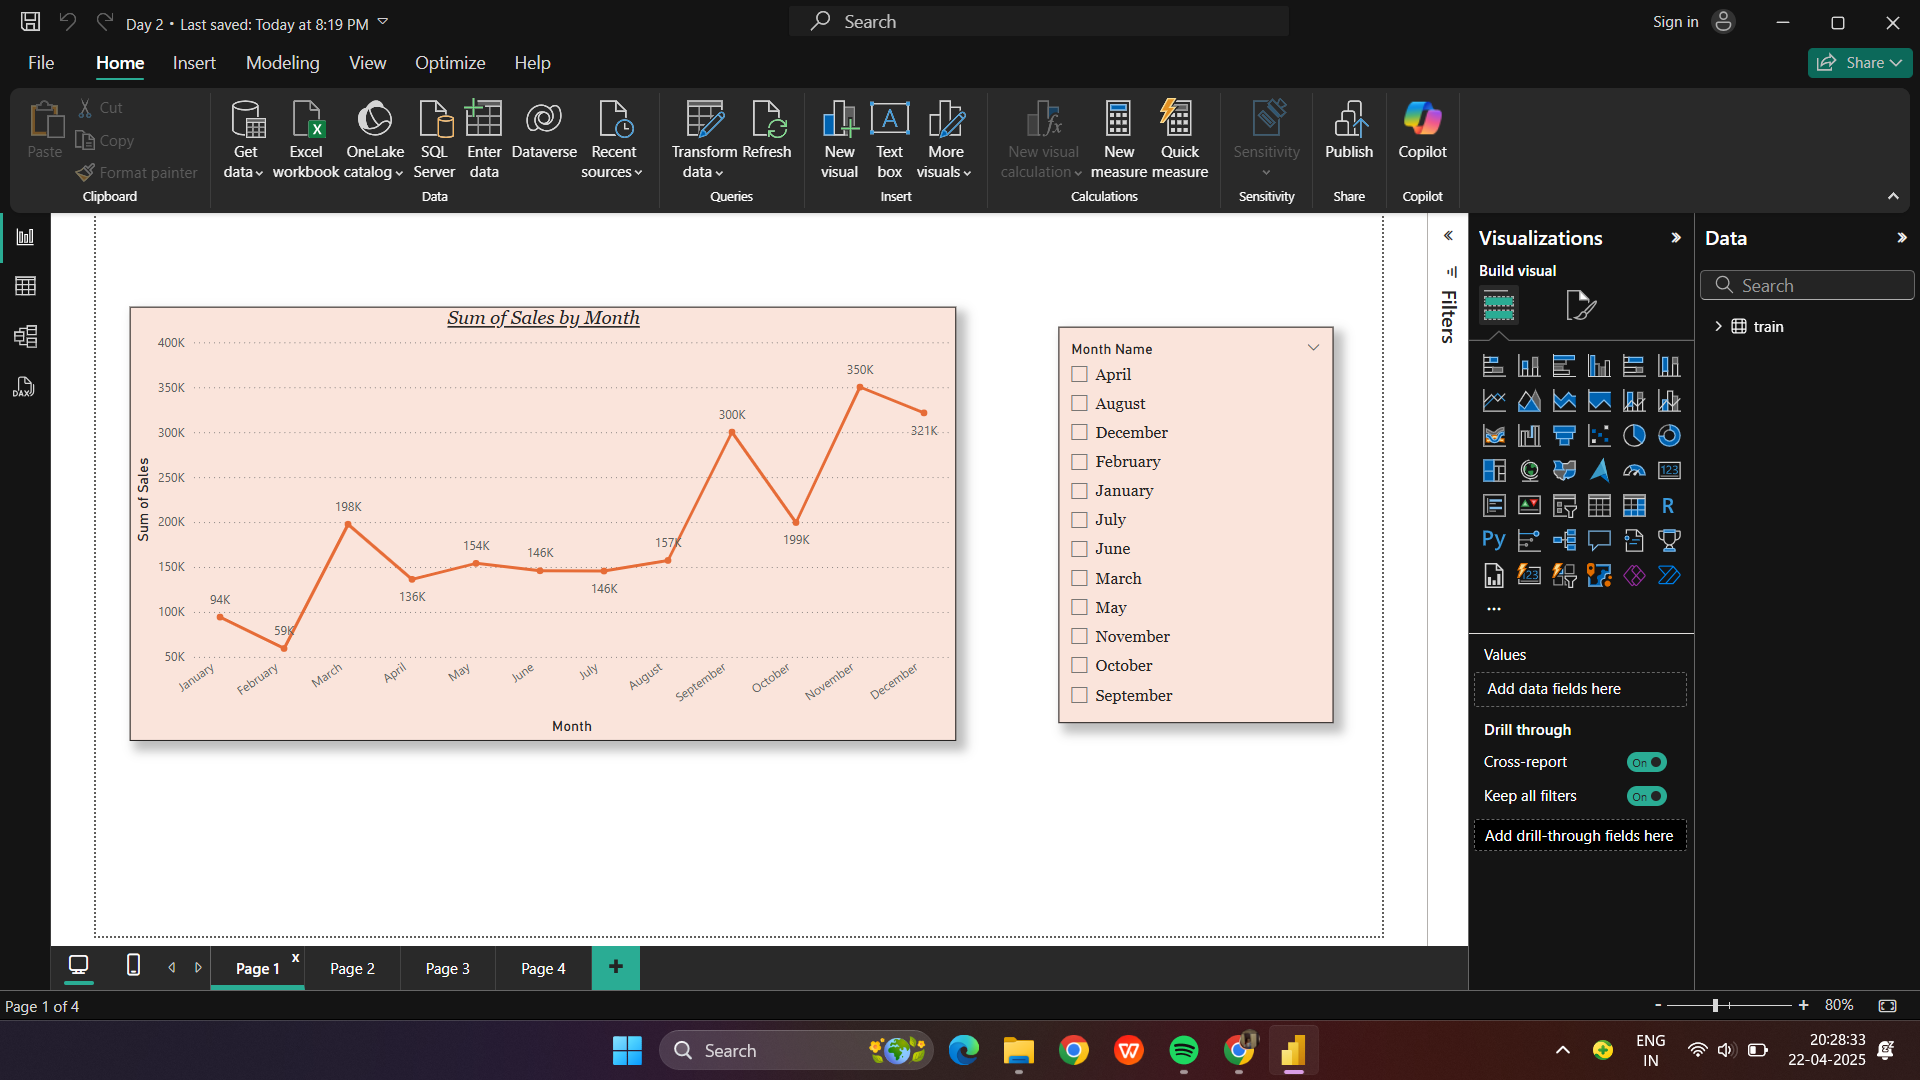 Day 2 • Last saved: Today at 8:19 PM
Search
Sign in
File Home Insert Modeling View Optimize Help
Share
Paste
Cut
Copy
Format painter
Clipboard
Get data
Excel workbook
OneLake catalog
SQL Server
Enter data
Dataverse
Recent sources
Data
Transform data
Refresh
Queries
New visual
Text box
More visuals
Insert
New visual calculation
New measure
Quick measure
Calculations
Sensitivity
Sensitivity
Publish
Share
Copilot
Copilot
DAX
Sum of Sales by Month
Sum of Sales
400K
350K
300K
250K
200K
150K
100K
50K
94K
59K
198K
136K
154K
146K
146K
157K
300K
199K
350K
321K
January
February
March
April
May
June
July
August
September
October
November
December
Month
Month Name
April
August
December
February
January
July
June
March
May
November
October
September
Filters
Visualizations
Build visual
123
R
Py
123
Values
Add data fields here
Drill through
Cross-report
On
Keep all filters
On
Add drill-through fields here
Data
Search
train
Page 1
x
Page 2
Page 3
Page 4
+
Page 1 of 4
- + 80%
Search
ENG
IN
20:28:33
22-04-2025